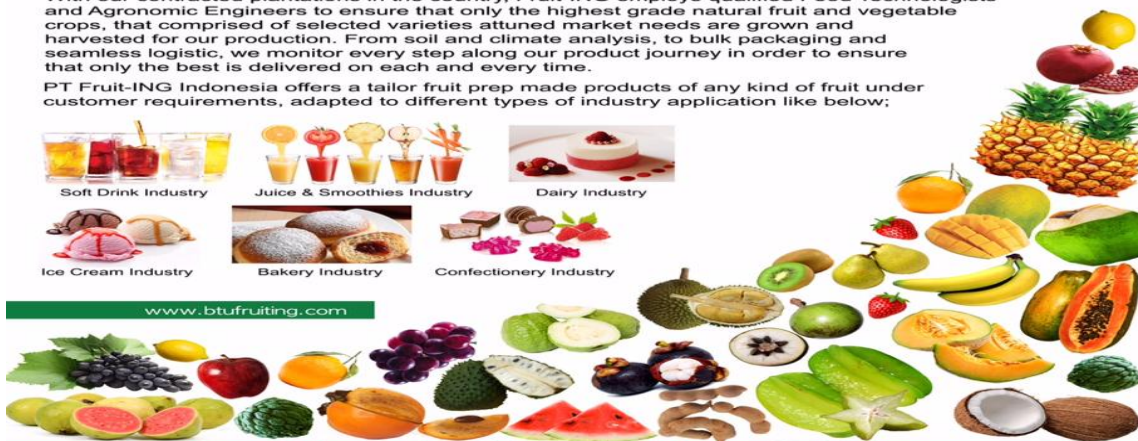 and Agronomic Engineers to ensure that only the highest grade natural fruit and vegetable
crops, that comprised of selected varieties attuned market needs are grown and
harvested for our production. From soil and climate analysis, to bulk packaging and
seamless logistic, we monitor every step along our product journey in order to ensure
that only the best is delivered on each and every time.
PT Fruit-ING Indonesia offers a tailor fruit prep made products of any kind of fruit under
customer requirements, adapted to different types of industry application like below;
Soft Drink Industry
Juice & Smoothies Industry
Dairy Industry
Ice Cream Industry
Bakery Industry
Confectionery Industry
www.btufruiting.com